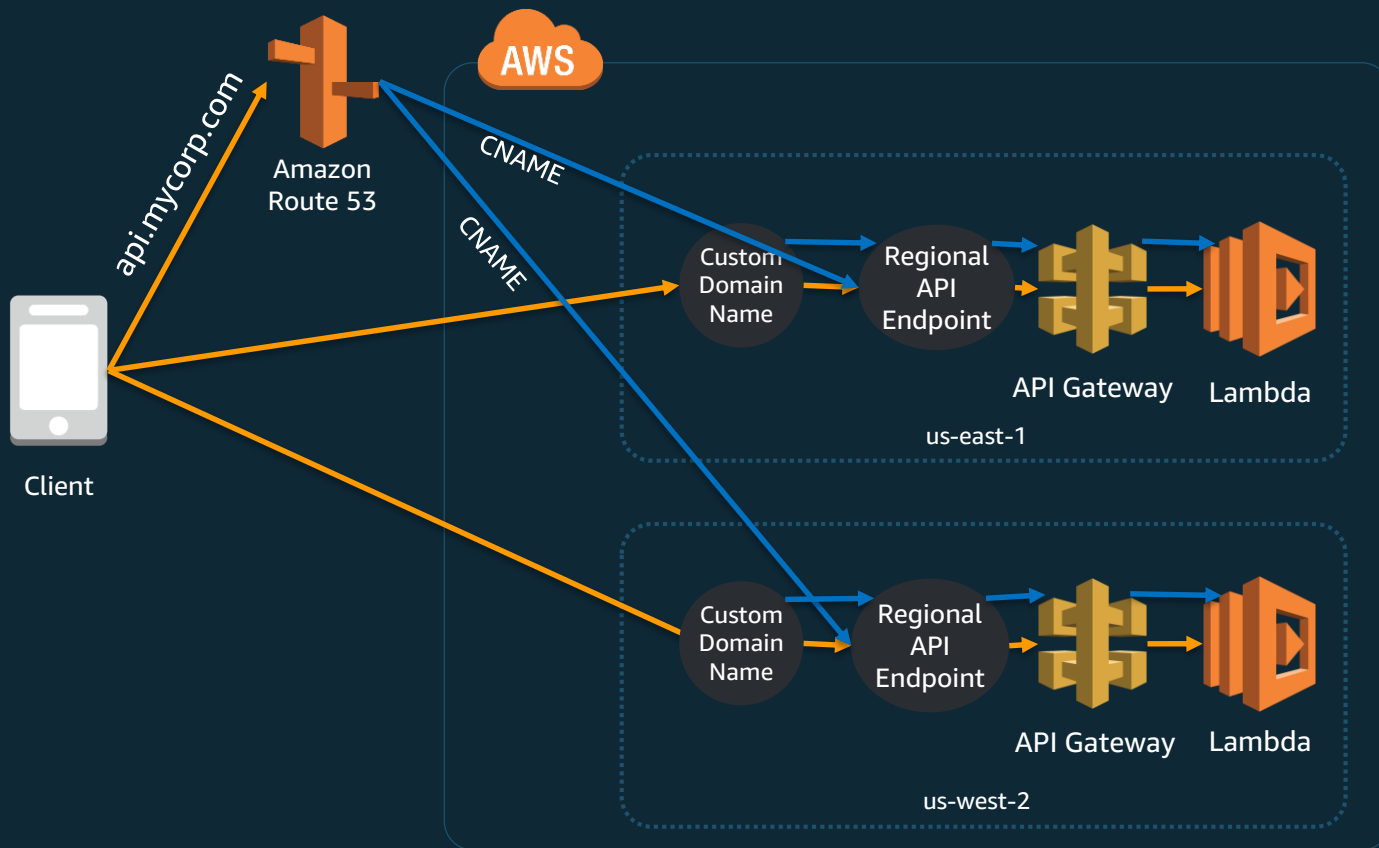 AWS
api.mycorp.com
Amazon
Route 53
CNAME
CNAME
Client
Custom
Domain
Name
Regional
API
Endpoint
API Gateway
Lambda
us-east-1
Custom
Domain
Name
Regional
API
Endpoint
API Gateway
Lambda
us-west-2